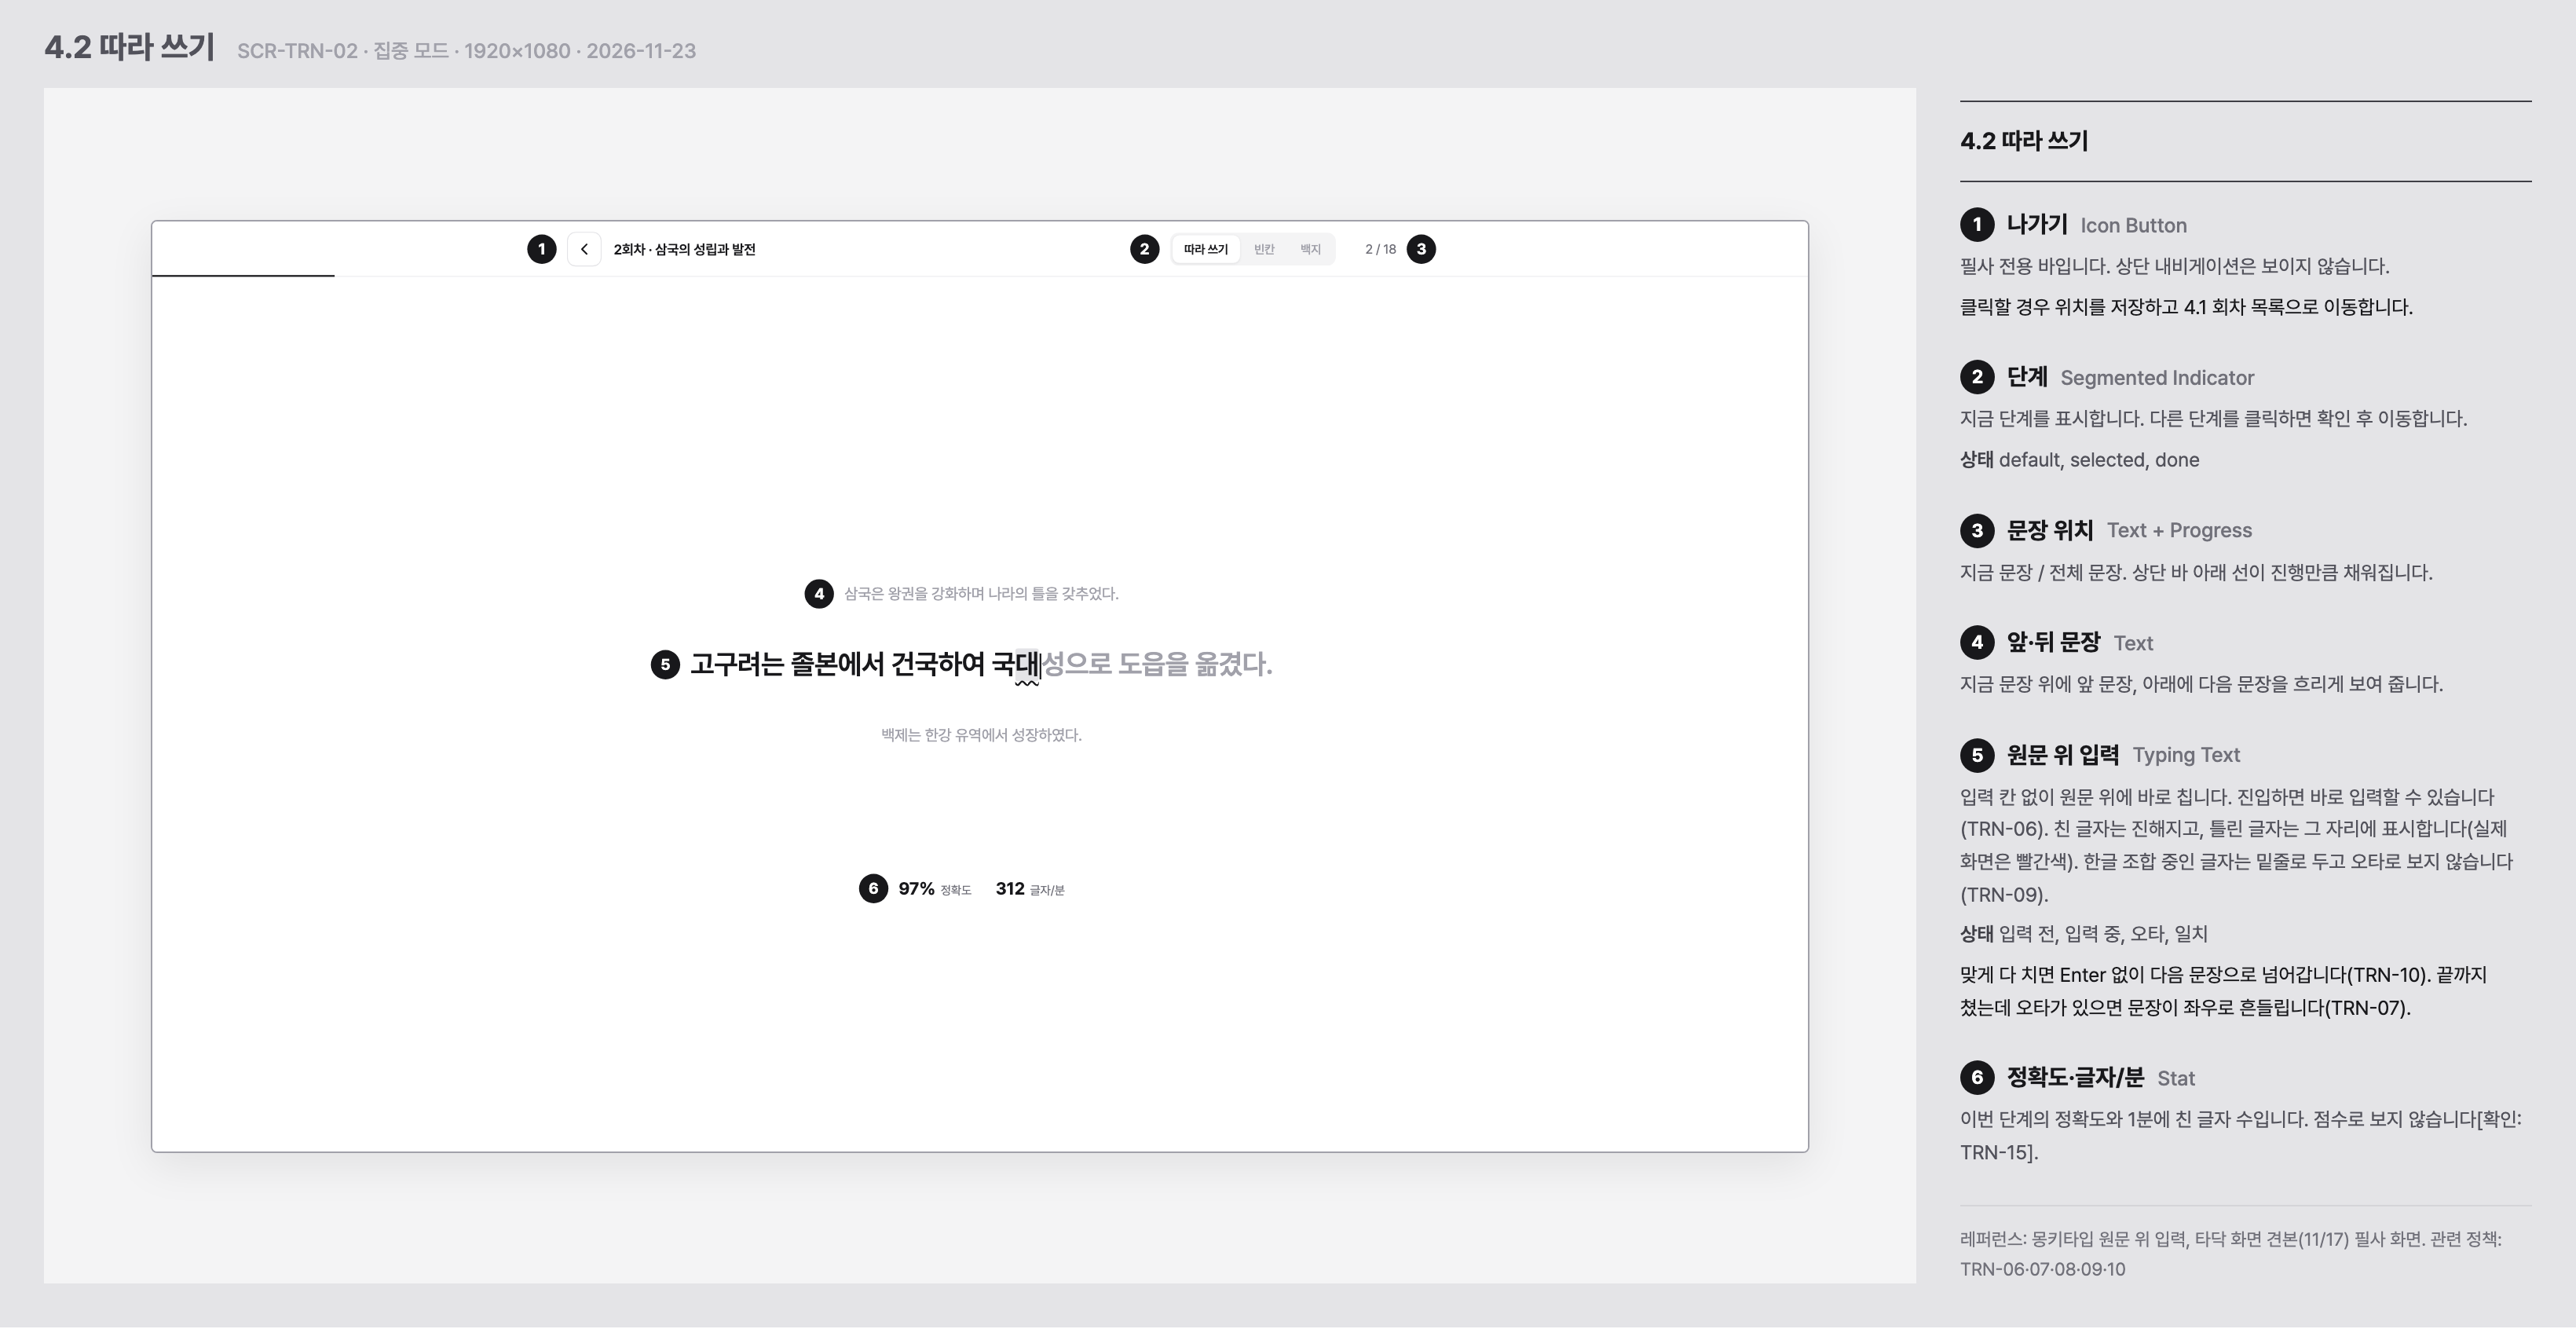 4.2 따라 쓰기 SCR-TRN-02 · 집중 모드 · 1920×1080 · 2026-11-23
1 2회차 · 삼국의 성립과 발전 2 따라 쓰기 빈칸 백지 2 / 18 3
4 삼국은 왕권을 강화하며 나라의 틀을 갖추었다.
5 고구려는 졸본에서 건국하여 국대성으로 도읍을 옮겼다.
백제는 한강 유역에서 성장하였다.
6 97% 정확도 312 글자/분
4.2 따라 쓰기
1 나가기 Icon Button
필사 전용 바입니다. 상단 내비게이션은 보이지 않습니다.
클릭할 경우 위치를 저장하고 4.1 회차 목록으로 이동합니다.
2 단계 Segmented Indicator
지금 단계를 표시합니다. 다른 단계를 클릭하면 확인 후 이동합니다.
상태 default, selected, done
3 문장 위치 Text + Progress
지금 문장 / 전체 문장. 상단 바 아래 선이 진행만큼 채워집니다.
4 앞·뒤 문장 Text
지금 문장 위에 앞 문장, 아래에 다음 문장을 흐리게 보여 줍니다.
5 원문 위 입력 Typing Text
입력 칸 없이 원문 위에 바로 칩니다. 진입하면 바로 입력할 수 있습니다
(TRN-06). 친 글자는 진해지고, 틀린 글자는 그 자리에 표시합니다(실제
화면은 빨간색). 한글 조합 중인 글자는 밑줄로 두고 오타로 보지 않습니다
(TRN-09).
상태 입력 전, 입력 중, 오타, 일치
맞게 다 치면 Enter 없이 다음 문장으로 넘어갑니다(TRN-10). 끝까지
쳤는데 오타가 있으면 문장이 좌우로 흔들립니다(TRN-07).
6 정확도·글자/분 Stat
이번 단계의 정확도와 1분에 친 글자 수입니다. 점수로 보지 않습니다[확인:
TRN-15].
레퍼런스: 몽키타입 원문 위 입력, 타닥 화면 견본(11/17) 필사 화면. 관련 정책:
TRN-06·07·08·09·10